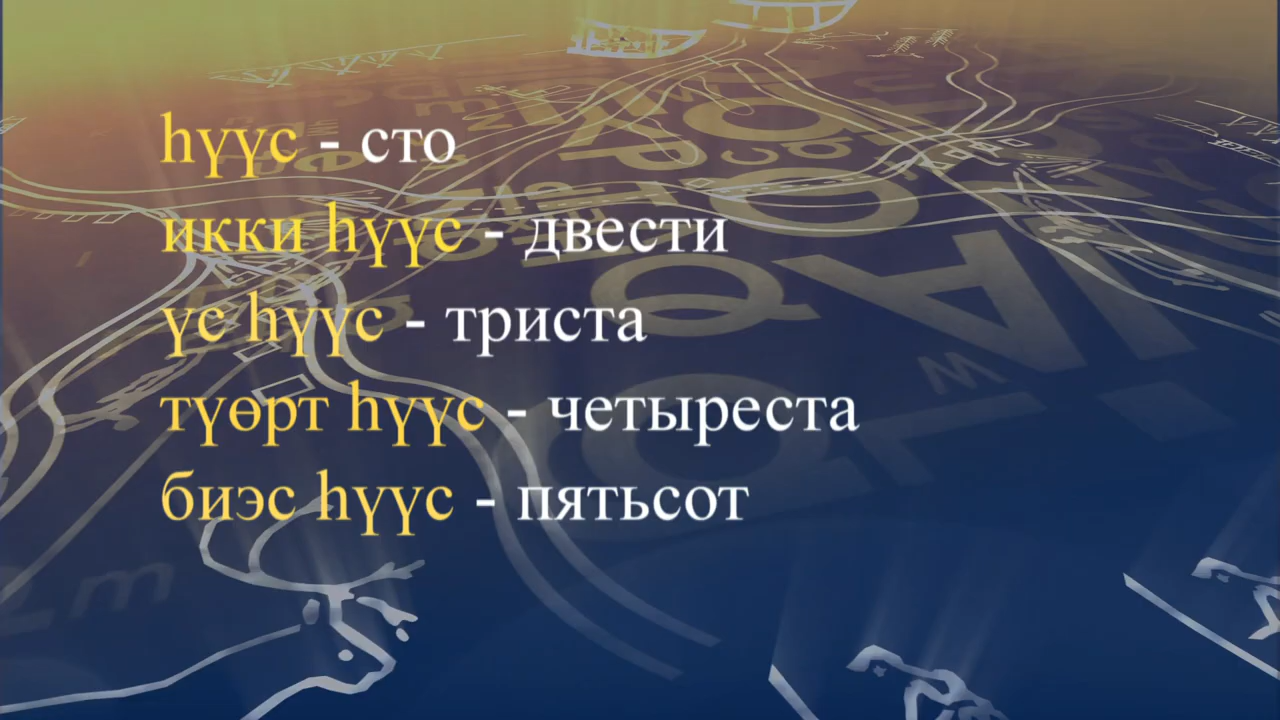 һүүс - сто
икки һүүс - двести
үс һүүс - триста
түөрт һүүс - четыреста
биэс һүүс - пятьсот